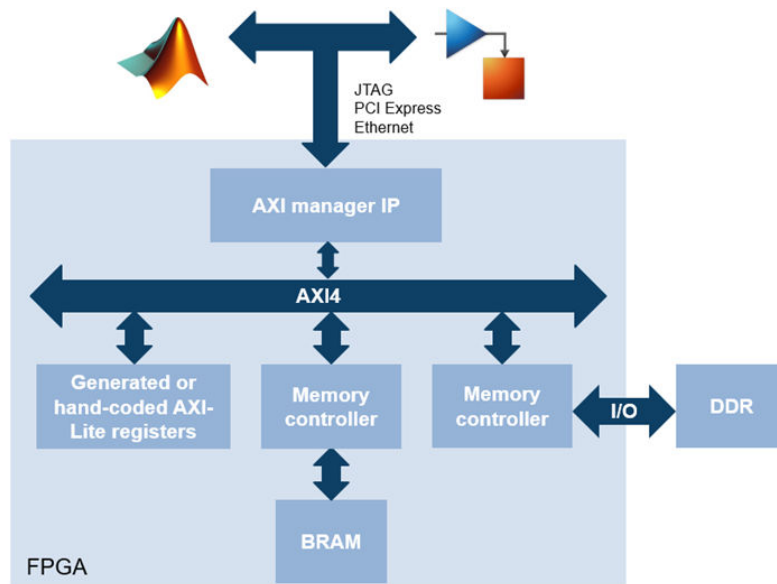 JTAG
PCI Express
Ethernet
AXI manager IP
AXI4
Generated or
hand-coded AXI-
Lite registers
Memory
controller
Memory
controller
I/O
DDR
BRAM
FPGA